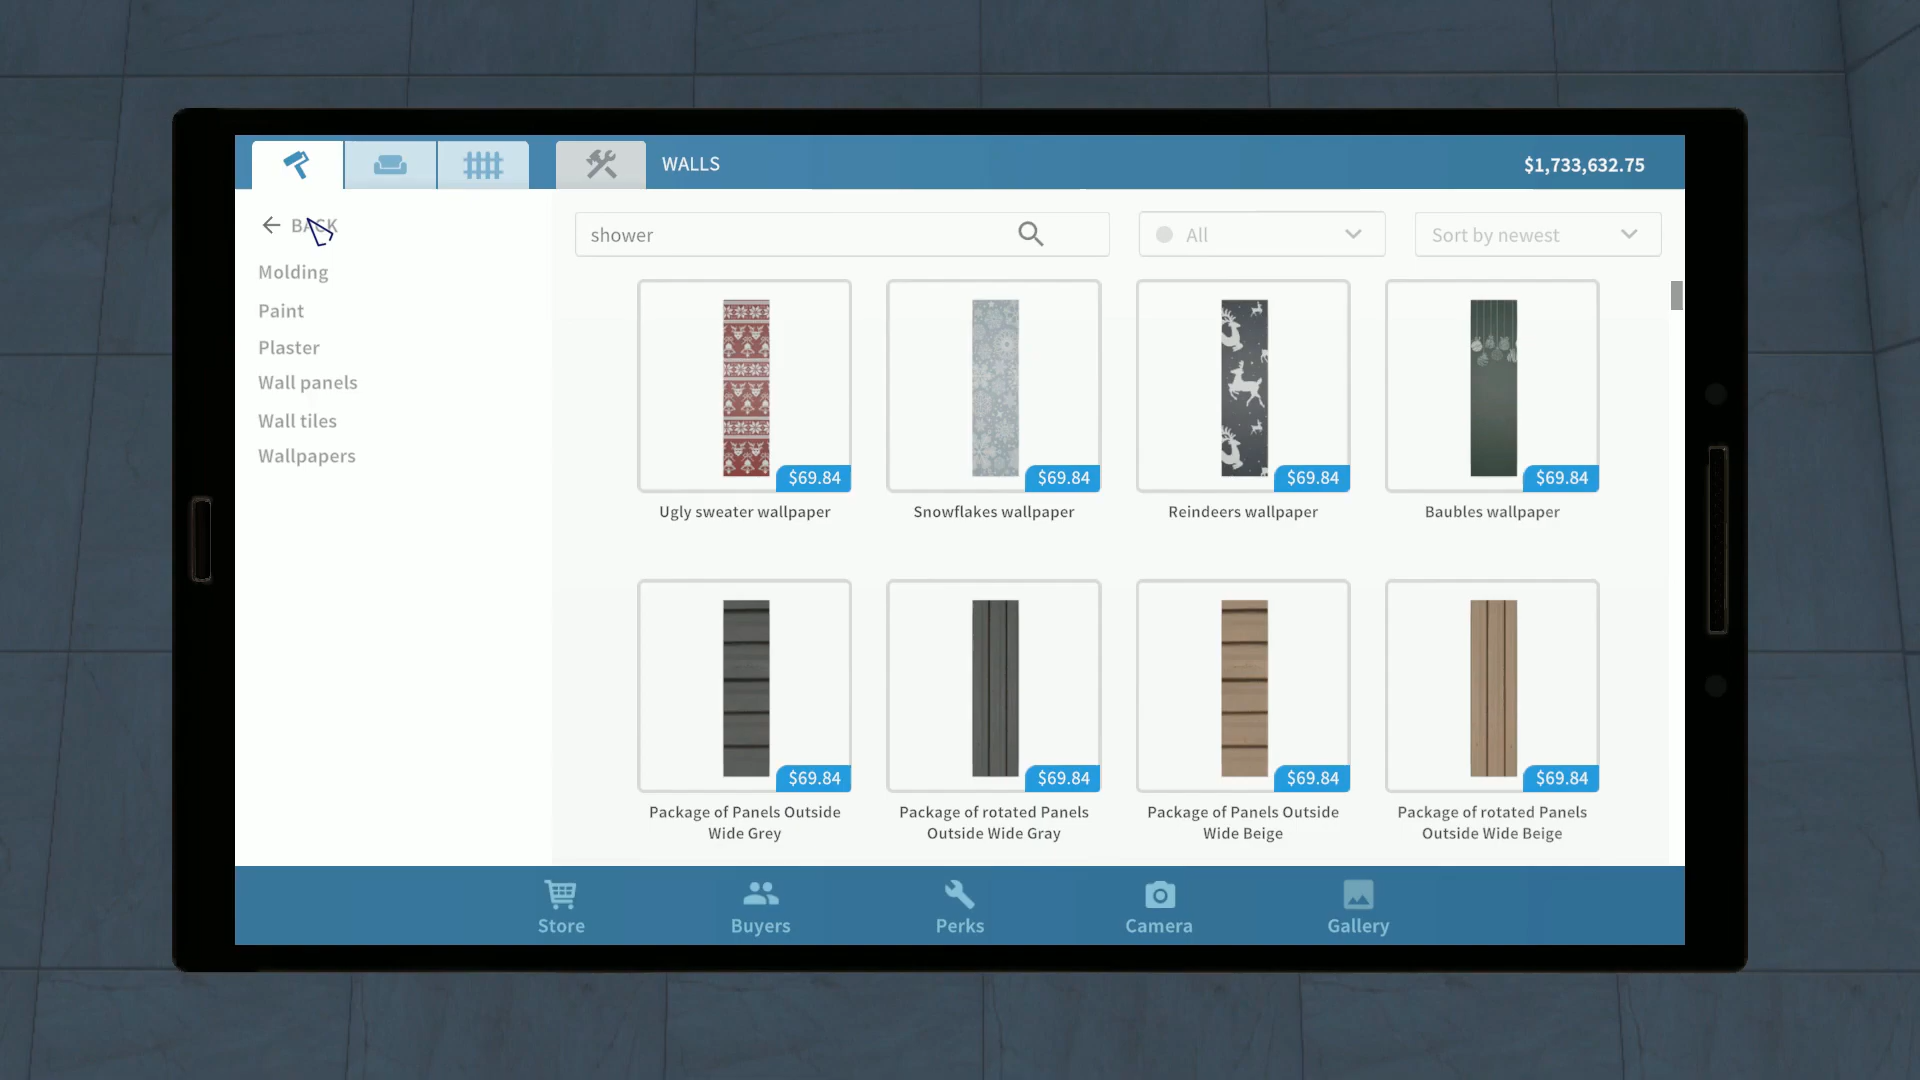 WALLS
$1,733,632.75
BACK
Molding
Paint
Plaster
Wall panels
Wall tiles
Wallpapers
shower
All
Sort by newest
$69.84
$69.84
$69.84
$69.84
Ugly sweater wallpaper
Snowflakes wallpaper
Reindeers wallpaper
Baubles wallpaper
$69.84
$69.84
$69.84
$69.84
Package of Panels Outside
Wide Grey
Package of rotated Panels
Outside Wide Gray
Package of Panels Outside
Wide Beige
Package of rotated Panels
Outside Wide Beige
Store
Buyers
Perks
Camera
Gallery